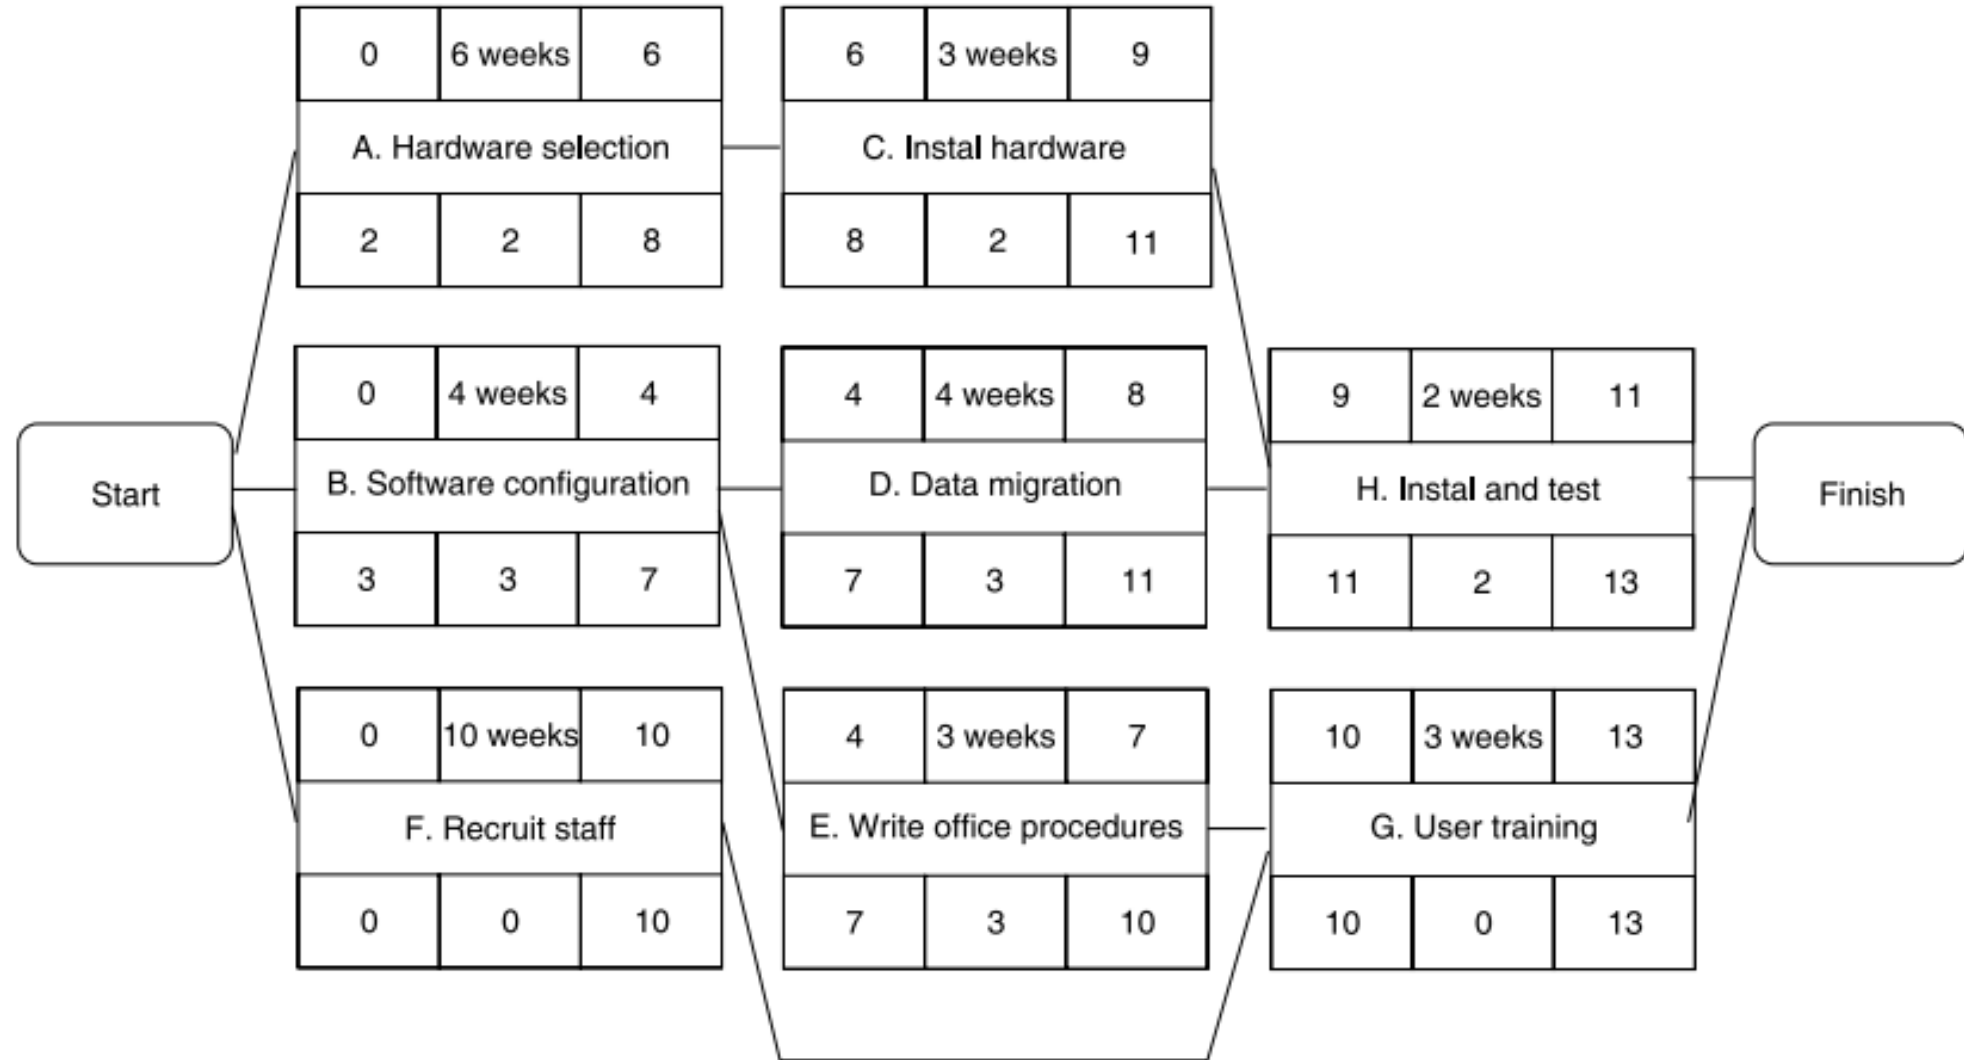 0 6 weeks 6
A. Hardware selection
2 2 8
6 3 weeks 9
C. Instal hardware
8 2 11
Start
0 4 weeks 4
B. Software configuration
3 3 7
4 4 weeks 8
D. Data migration
7 3 11
9 2 weeks 11
H. Instal and test
11 2 13
Finish
0 10 weeks 10
F. Recruit staff
0 0 10
4 3 weeks 7
E. Write office procedures
7 3 10
10 3 weeks 13
G. User training
10 0 13